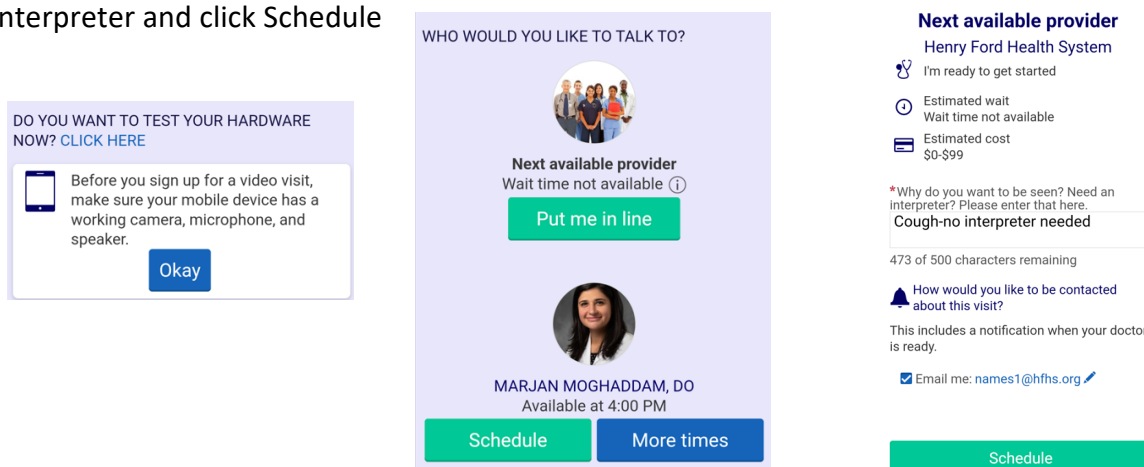 nterpreter and click Schedule
DO YOU WANT TO TEST YOUR HARDWARE
NOW? CLICK HERE
Before you sign up for a video visit,
make sure your mobile device has a
working camera, microphone, and
speaker.
Okay
WHO WOULD YOU LIKE TO TALK TO?
Next available provider
Wait time not available
Put me in line
MARJAN MOGHADDAM, DO
Available at 4:00 PM
Schedule
More times
Next available provider
Henry Ford Health System
I'm ready to get started
Estimated wait
Wait time not available
Estimated cost
$0-$99
*Why do you want to be seen? Need an
interpreter? Please enter that here.
Cough-no interpreter needed
473 of 500 characters remaining
How would you like to be contacted
about this visit?
This includes a notification when your doctor
is ready.
Email me: names1@hfhs.org
Schedule